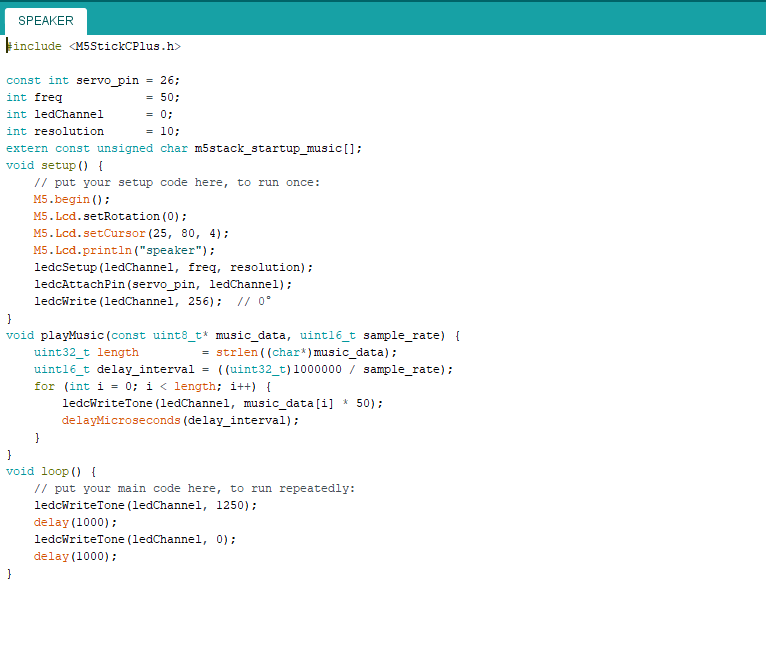 SPEAKER
#include <M5StickCPlus.h>
const int servo_pin = 26;
int freq            = 50;
int ledChannel      = 0;
int resolution      = 10;
extern const unsigned char m5stack_startup_music[];
void setup() {
    // put your setup code here, to run once:
    M5.begin();
    M5.Lcd.setRotation(0);
    M5.Lcd.setCursor(25, 80, 4);
    M5.Lcd.println("speaker");
    ledcSetup(ledChannel, freq, resolution);
    ledcAttachPin(servo_pin, ledChannel);
    ledcWrite(ledChannel, 256);  // 0°
}
void playMusic(const uint8_t* music_data, uint16_t sample_rate) {
    uint32_t length         = strlen((char*)music_data);
    uint16_t delay_interval = ((uint32_t)1000000 / sample_rate);
    for (int i = 0; i < length; i++) {
        ledcWriteTone(ledChannel, music_data[i] * 50);
        delayMicroseconds(delay_interval);
    }
}
void loop() {
    // put your main code here, to run repeatedly:
    ledcWriteTone(ledChannel, 1250);
    delay(1000);
    ledcWriteTone(ledChannel, 0);
    delay(1000);
}